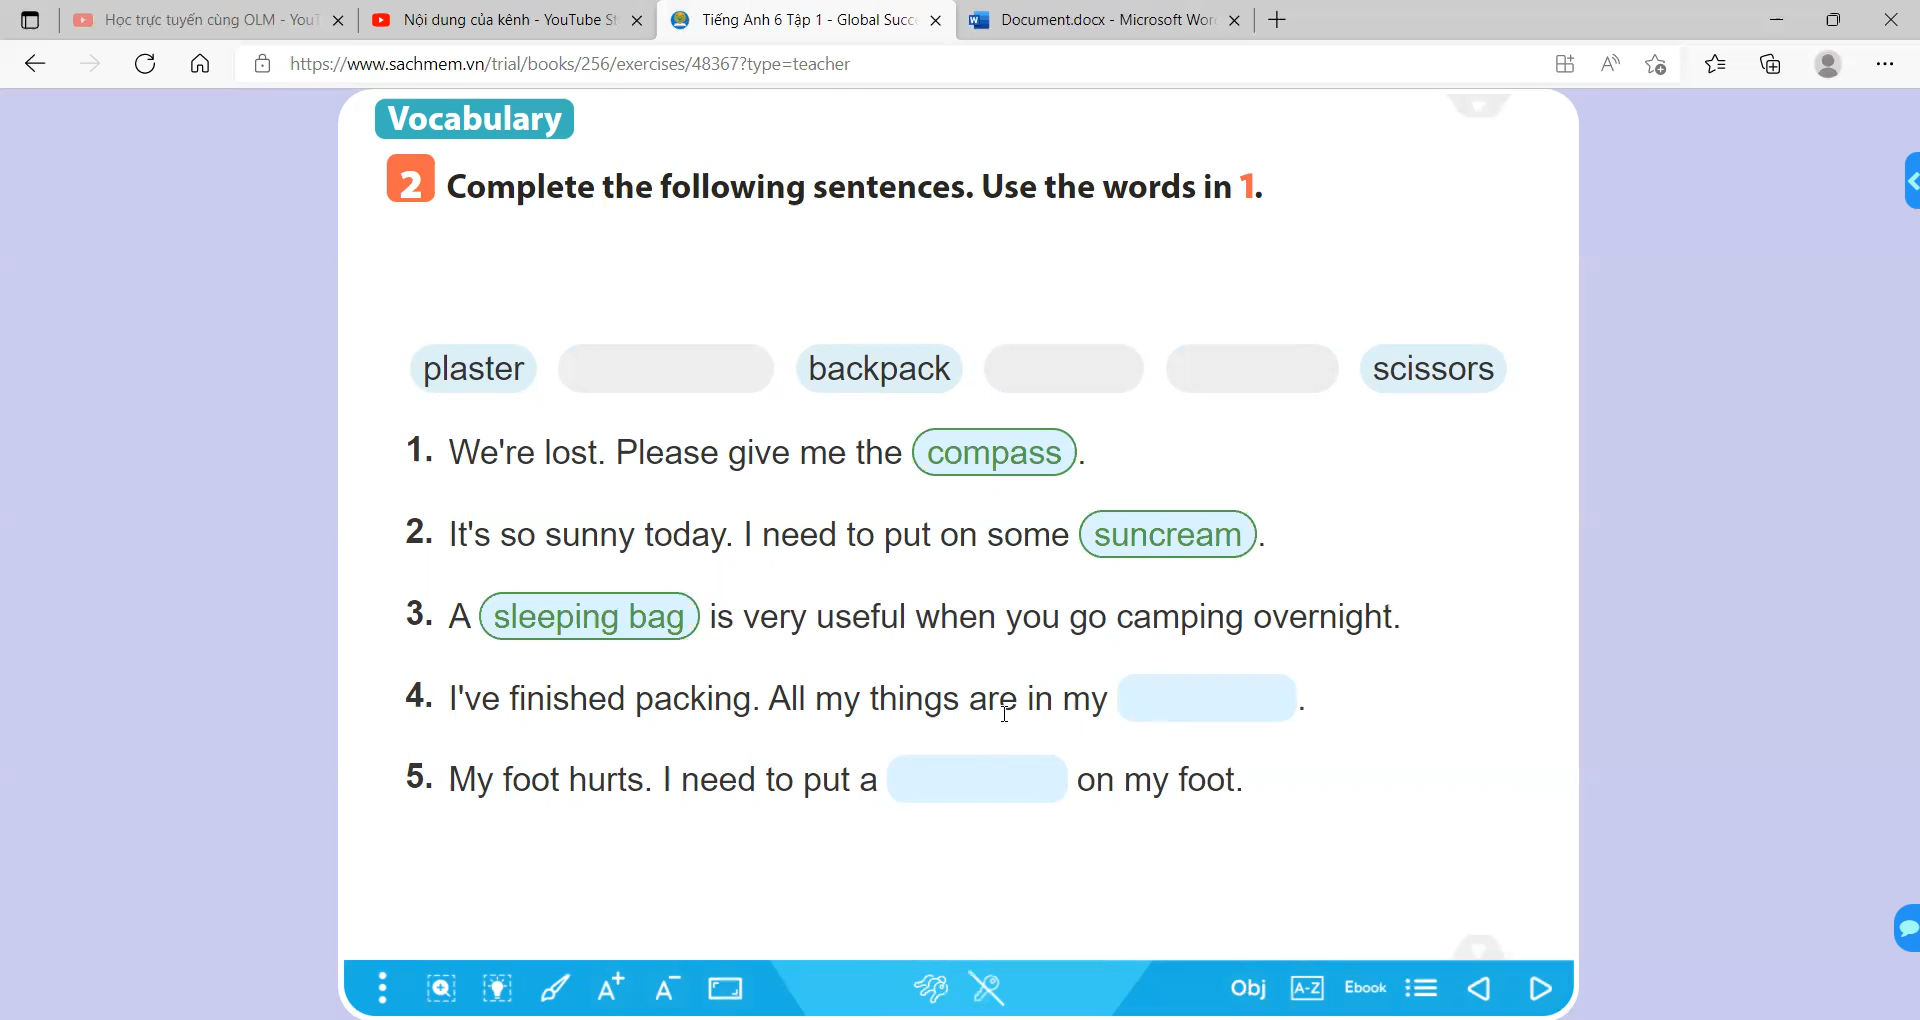 Học trực tuyến cùng OLM - YouT
Nội dung của kênh - YouTube S
Tiếng Anh 6 Tập 1 - Global Succe
Document.docx - Microsoft Wor
https://www.sachmem.vn/trial/books/256/exercises/48367?type=teacher
Vocabulary
2 Complete the following sentences. Use the words in 1.
plaster backpack scissors
1. We're lost. Please give me the compass.
2. It's so sunny today. I need to put on some suncream.
3. A sleeping bag is very useful when you go camping overnight.
4. I've finished packing. All my things are in my .
5. My foot hurts. I need to put a on my foot.
A+ A- Obj A-Z Ebook